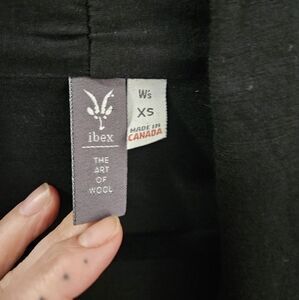 ibex
THE
ART
OF
WOOL
W's
XS
MADE IN
CANADA